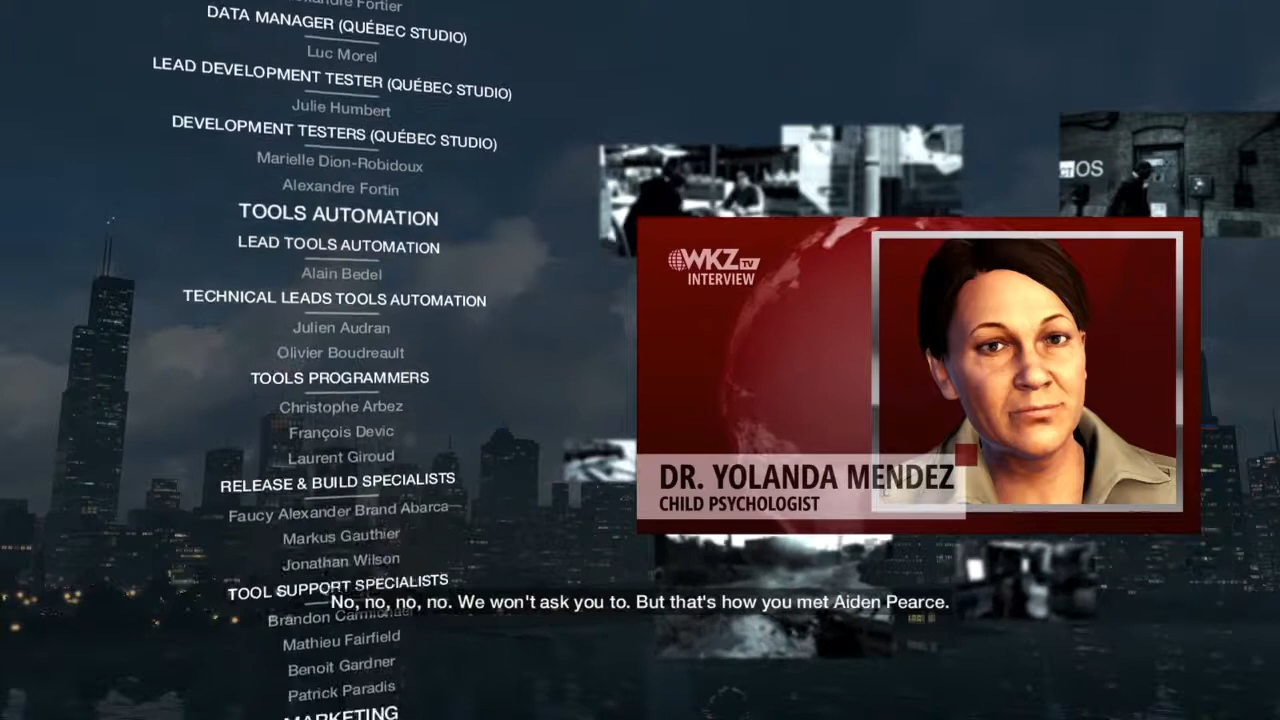 Alexandre Fortier
DATA MANAGER (QUÉBEC STUDIO)
Luc Morel
LEAD DEVELOPMENT TESTER (QUÉBEC STUDIO)
Julie Humbert
DEVELOPMENT TESTERS (QUÉBEC STUDIO)
Marielle Dion-Robidoux
Alexandre Fortin
TOOLS AUTOMATION
LEAD TOOLS AUTOMATION
Alain Bedel
TECHNICAL LEADS TOOLS AUTOMATION
Julien Audran
Olivier Boudreault
TOOLS PROGRAMMERS
Christophe Arbez
François Devic
Laurent Giroud
RELEASE & BUILD SPECIALISTS
Faucy Alexander Brand Abarca
Markus Gauthier
Jonathan Wilson
TOOL SUPPORT SPECIALISTS
Brandon Carmichael
Mathieu Fairfield
Benoit Gardner
Patrick Paradis
MARKETING
WKZ TV
INTERVIEW
DR. YOLANDA MENDEZ
CHILD PSYCHOLOGIST
No, no, no, no. We won't ask you to. But that's how you met Aiden Pearce.